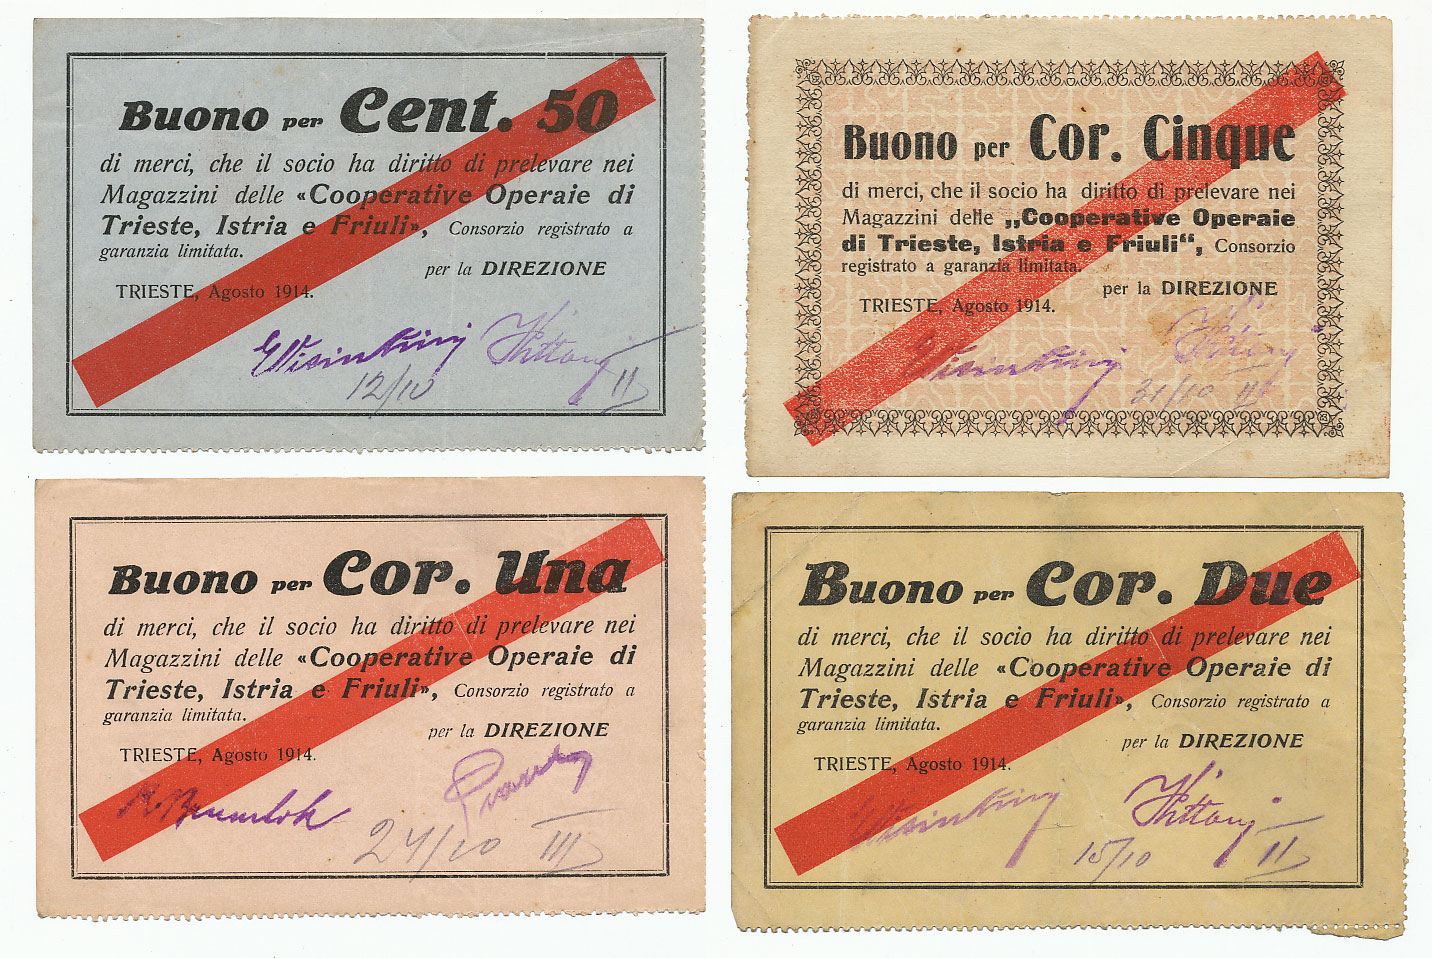 Buono per Cent. 50
di merci, che il socio ha diritto di prelevare nei
Magazzini delle «Cooperative Operaie di
Trieste, Istria e Friuli», Consorzio registrato a
garanzia limitata.
per la DIREZIONE
TRIESTE, Agosto 1914.
12/10 II
Buono per Cor. Cinque
di merci, che il socio ha diritto di prelevare nei
Magazzini delle „Cooperative Operaie
di Trieste, Istria e Friuli“, Consorzio
registrato a garanzia limitata.
per la DIREZIONE
TRIESTE, Agosto 1914.
31/10 II
Buono per Cor. Una
di merci, che il socio ha diritto di prelevare nei
Magazzini delle «Cooperative Operaie di
Trieste, Istria e Friuli», Consorzio registrato a
garanzia limitata.
per la DIREZIONE
TRIESTE, Agosto 1914.
24/10 III
Buono per Cor. Due
di merci, che il socio ha diritto di prelevare nei
Magazzini delle «Cooperative Operaie di
Trieste, Istria e Friuli», Consorzio registrato a
garanzia limitata.
per la DIREZIONE
TRIESTE, Agosto 1914.
15/10 II